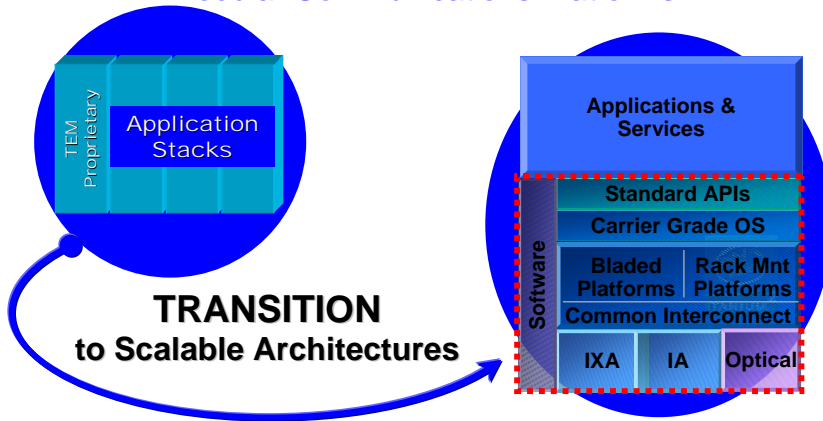 TEM
Proprietary
Application
Stacks
TRANSITION
to Scalable Architectures
Applications &
Services
Standard APIs
Carrier Grade OS
Software
Bladed
Platforms
Rack Mnt
Platforms
Common Interconnect
IXA
IA
Optical